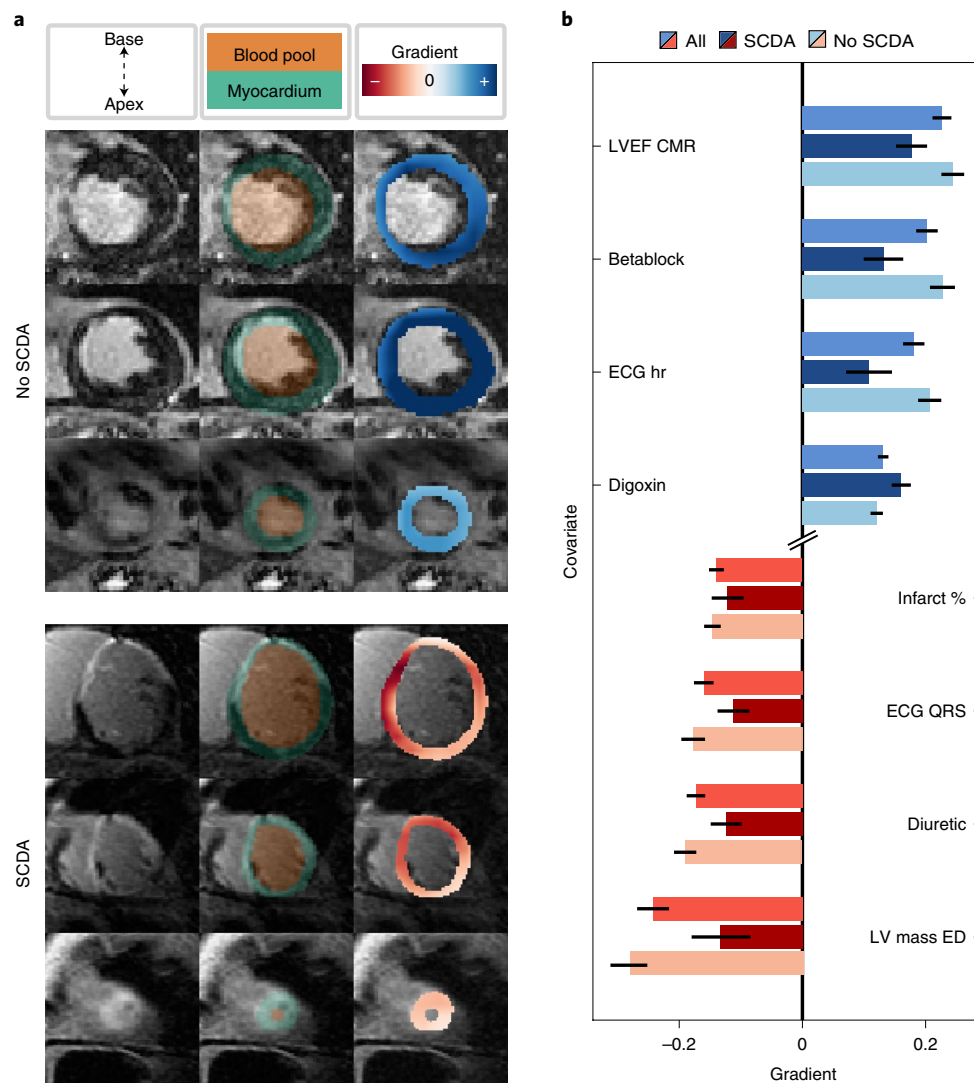 a
Base
Apex
Blood pool
Myocardium
Gradient
– 0 +
No SCDA
SCDA
b
All SCDA No SCDA
Covariate
LVEF CMR
Betablock
ECG hr
Digoxin
Infarct %
ECG QRS
Diuretic
LV mass ED
–0.2 0 0.2
Gradient